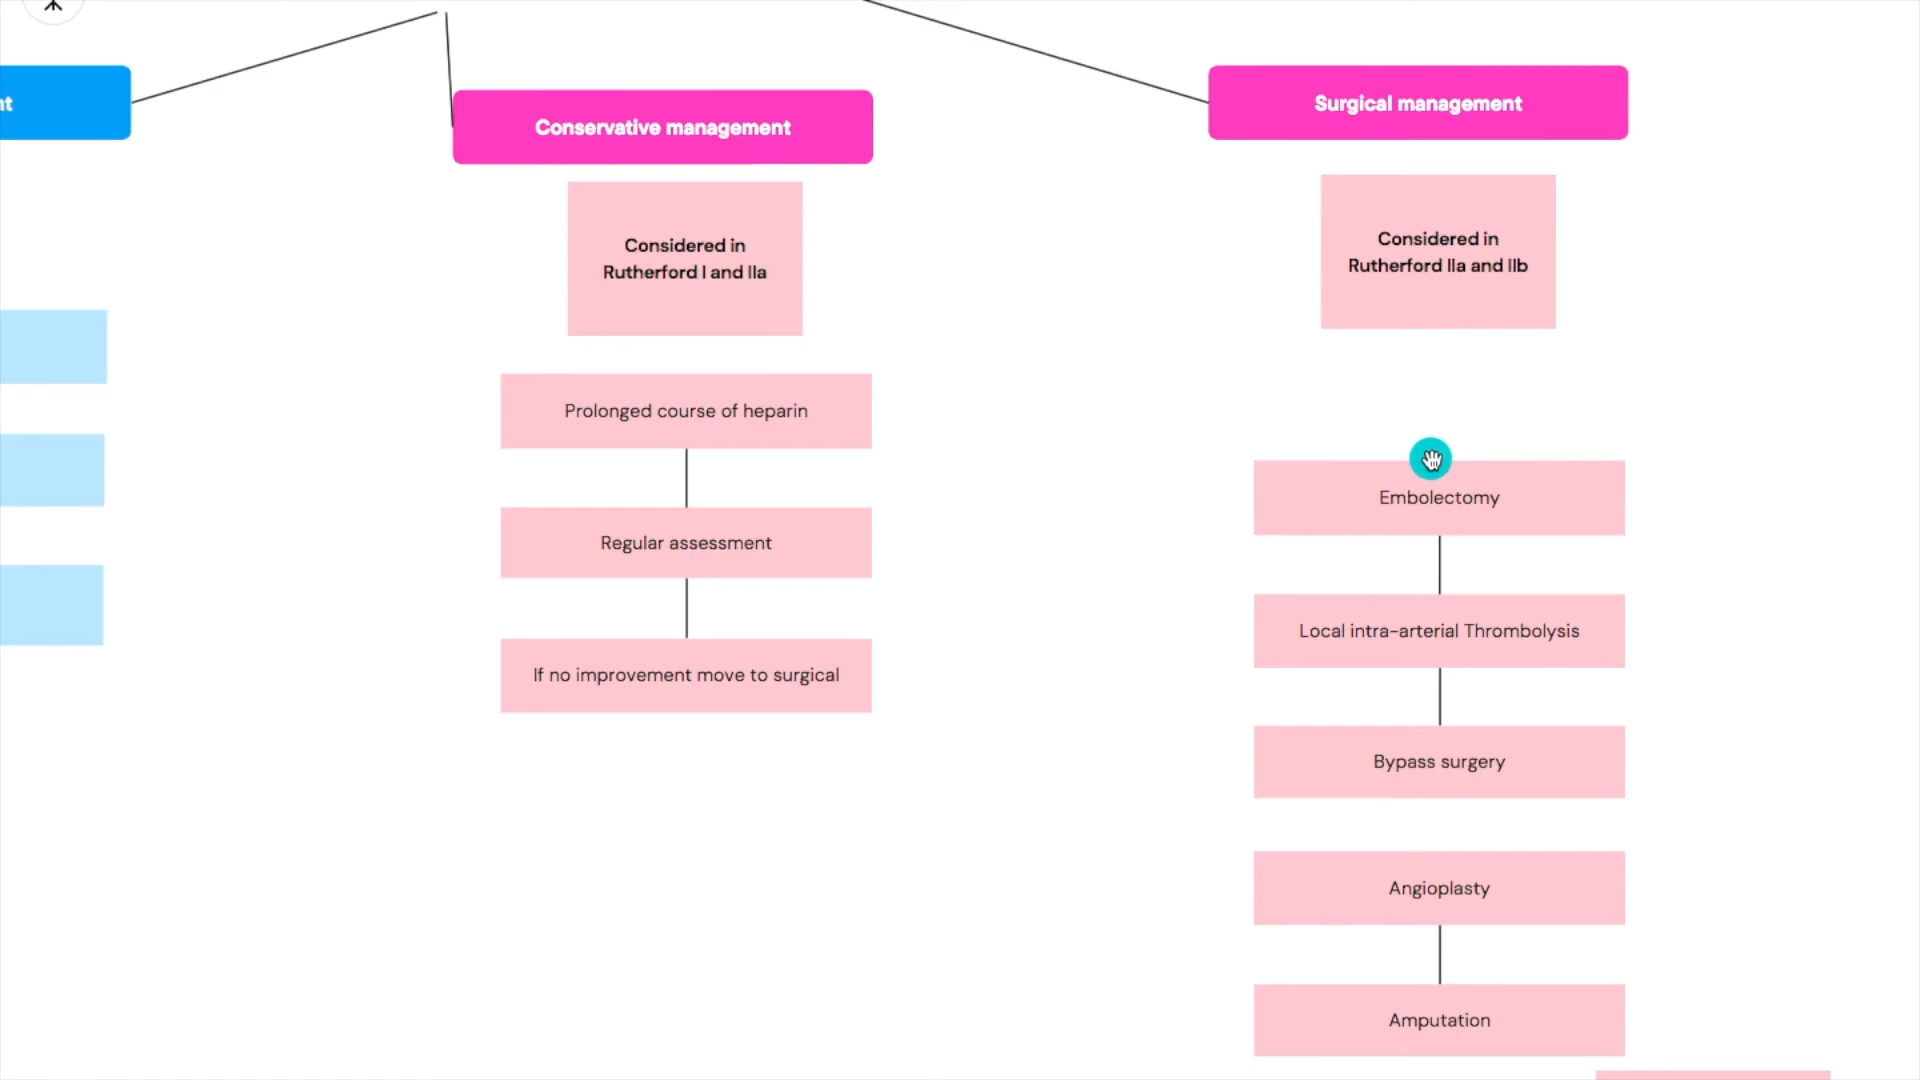 nt
Conservative management
Considered in
Rutherford I and IIa
Prolonged course of heparin
Regular assessment
If no improvement move to surgical
Surgical management
Considered in
Rutherford IIa and IIb
Embolectomy
Local intra-arterial Thrombolysis
Bypass surgery
Angioplasty
Amputation